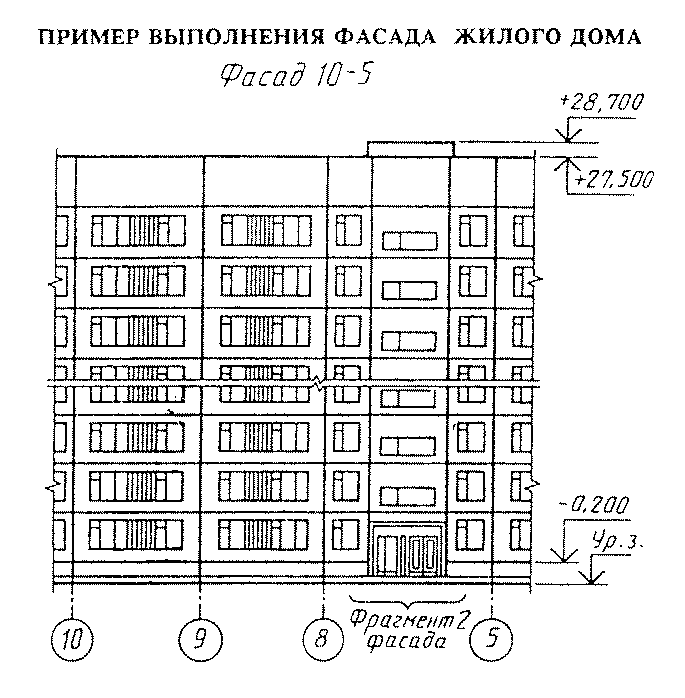 ПРИМЕР ВЫПОЛНЕНИЯ ФАСАДА ЖИЛОГО ДОМА
Фасад 10-5
+28,700
+27,500
-0,200
Ур.з.
Фрагмент 2
фасада
10
9
8
5